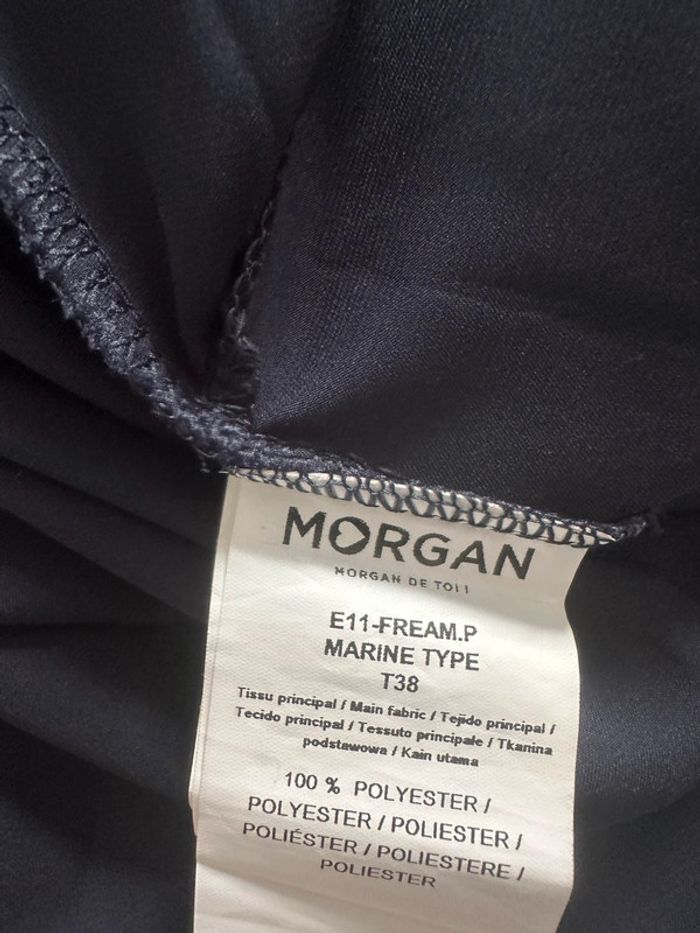 MORGAN
MORGAN DE TOI !
E11-FREAM.P
MARINE TYPE
T38
Tissu principal / Main fabric / Tejido principal /
Tecido principal / Tessuto principale / Tkanina
podstawowa / Kain utama
100 % POLYESTER /
POLYESTER / POLIESTER /
POLIÉSTER / POLIESTERE /
POLIESTER